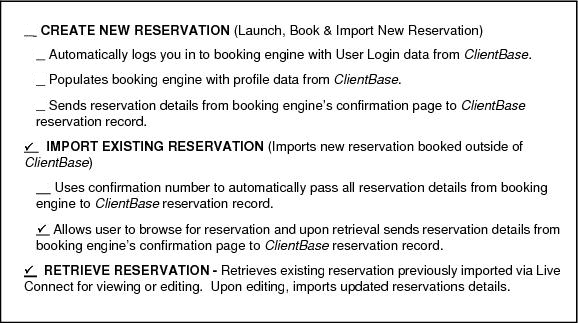 __ CREATE NEW RESERVATION (Launch, Book & Import New Reservation)
_ Automatically logs you in to booking engine with User Login data from ClientBase.
_ Populates booking engine with profile data from ClientBase.
_ Sends reservation details from booking engine's confirmation page to ClientBase
reservation record.
✓ IMPORT EXISTING RESERVATION (Imports new reservation booked outside of
ClientBase)
__ Uses confirmation number to automatically pass all reservation details from booking
engine to ClientBase reservation record.
✓ Allows user to browse for reservation and upon retrieval sends reservation details from
booking engine's confirmation page to ClientBase reservation record.
✓ RETRIEVE RESERVATION - Retrieves existing reservation previously imported via Live
Connect for viewing or editing. Upon editing, imports updated reservations details.